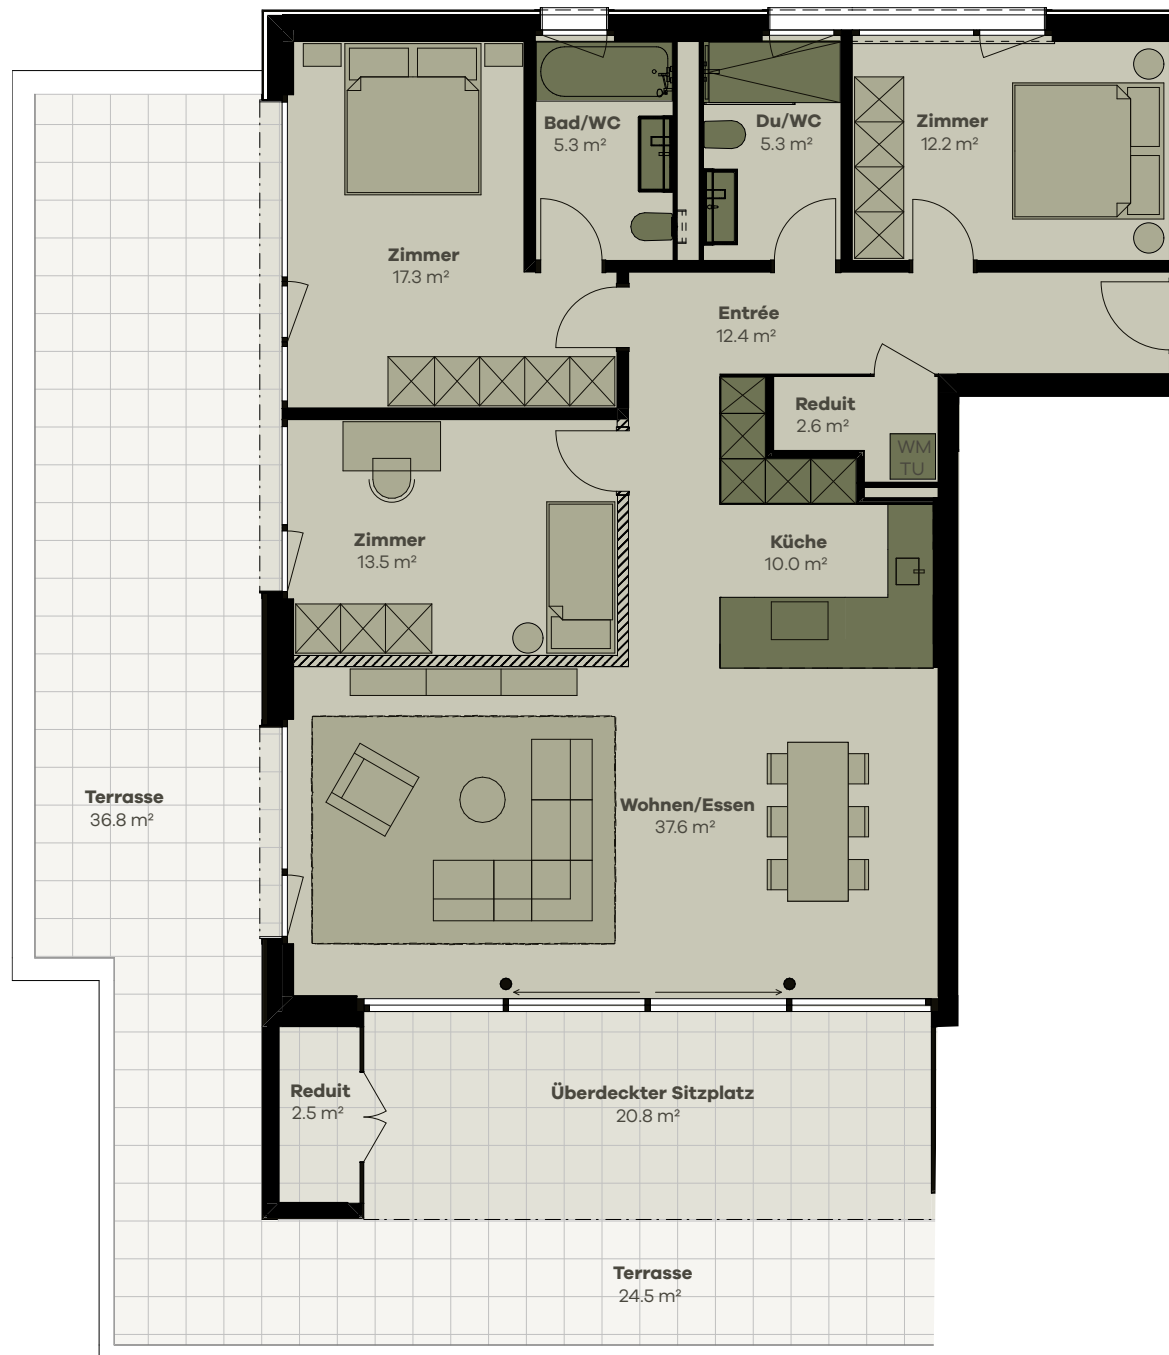 Bad/WC
5.3 m²
Du/WC
5.3 m²
Zimmer
12.2 m²
Zimmer
17.3 m²
Entrée
12.4 m²
Reduit
2.6 m²
WM
TU
Zimmer
13.5 m²
Küche
10.0 m²
Terrasse
36.8 m²
Wohnen/Essen
37.6 m²
Reduit
2.5 m²
Überdeckter Sitzplatz
20.8 m²
Terrasse
24.5 m²